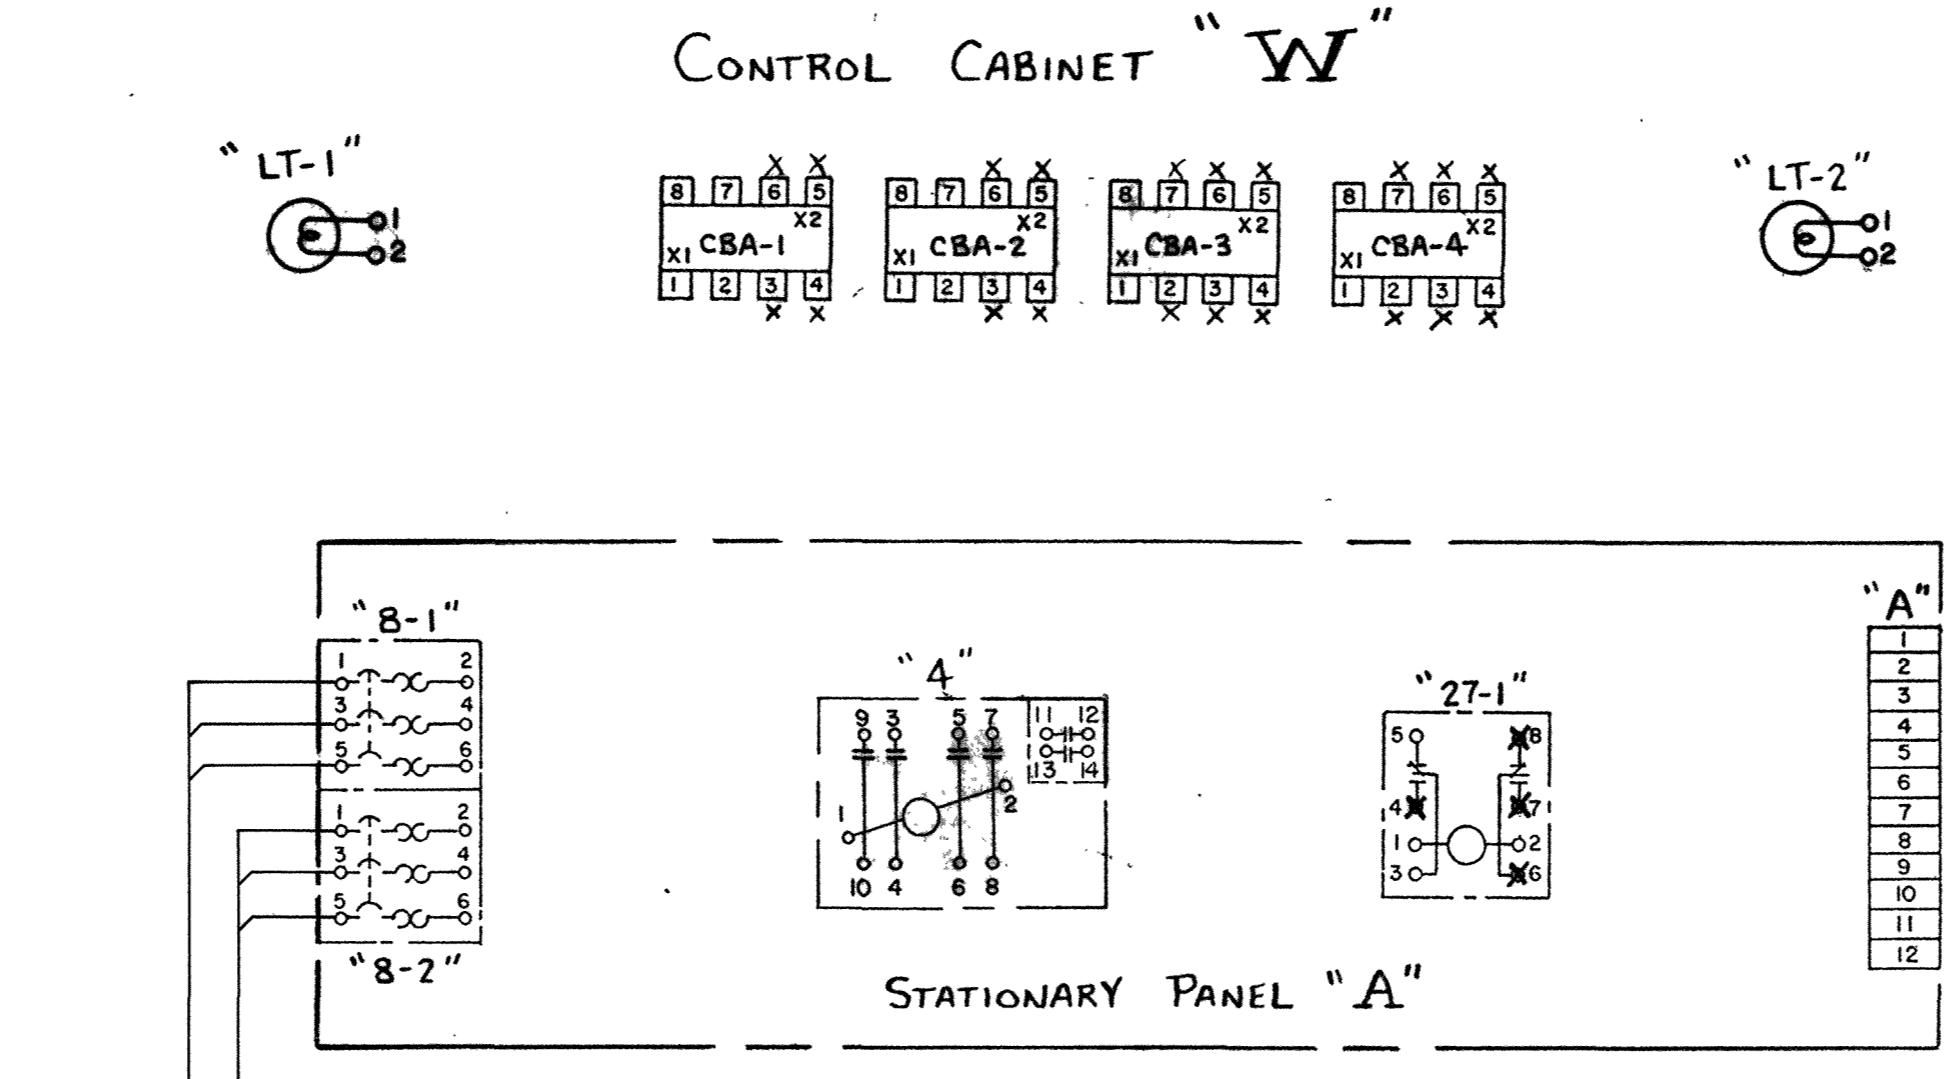 CONTROL CABINET "W"
"LT-1"
1
2
X X
8 7 6 5
X2
CBA-1
X1
1 2 3 4
X X
X X
8 7 6 5
X2
CBA-2
X1
1 2 3 4
X X
X X X
8 7 6 5
X2
CBA-3
X1
1 2 3 4
X X X
X X X
8 7 6 5
X2
CBA-4
X1
1 2 3 4
X X X
"LT-2"
1
2
"8-1"
1 2
3 4
5 6
1 2
3 4
5 6
"8-2"
"4"
9 3 5 7 11 12
13 14
1 2
10 4 6 8
"27-1"
5 8
4 7
1 2
3 6
"A"
1
2
3
4
5
6
7
8
9
10
11
12
STATIONARY PANEL "A"